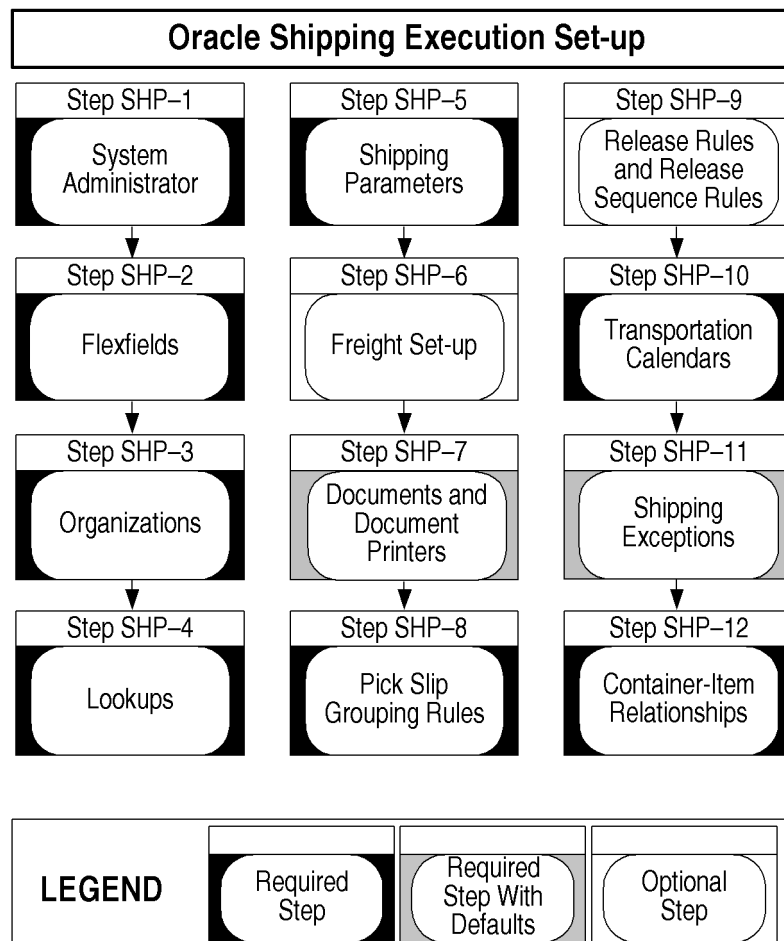 Oracle Shipping Execution Set-up
Step SHP–1
System
Administrator
Step SHP–2
Flexfields
Step SHP–3
Organizations
Step SHP–4
Lookups
Step SHP–5
Shipping
Parameters
Step SHP–6
Freight Set-up
Step SHP–7
Documents and
Document
Printers
Step SHP–8
Pick Slip
Grouping Rules
Step SHP–9
Release Rules
and Release
Sequence Rules
Step SHP–10
Transportation
Calendars
Step SHP–11
Shipping
Exceptions
Step SHP–12
Container-Item
Relationships
LEGEND
Required
Step
Required
Step With
Defaults
Optional
Step